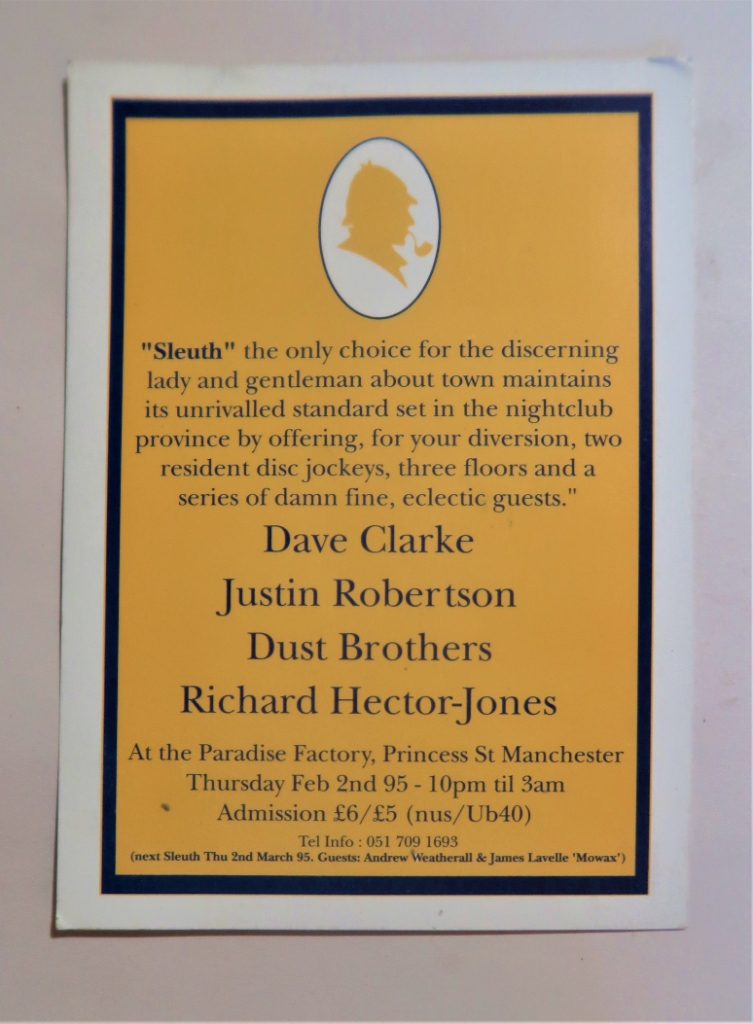 "Sleuth" the only choice for the discerning
lady and gentleman about town maintains
its unrivalled standard set in the nightclub
province by offering, for your diversion, two
resident disc jockeys, three floors and a
series of damn fine, eclectic guests."
Dave Clarke
Justin Robertson
Dust Brothers
Richard Hector-Jones
At the Paradise Factory, Princess St Manchester
Thursday Feb 2nd 95 - 10pm til 3am
Admission £6/£5 (nus/Ub40)
Tel Info : 051 709 1693
(next Sleuth Thu 2nd March 95. Guests: Andrew Weatherall & James Lavelle 'Mowax')